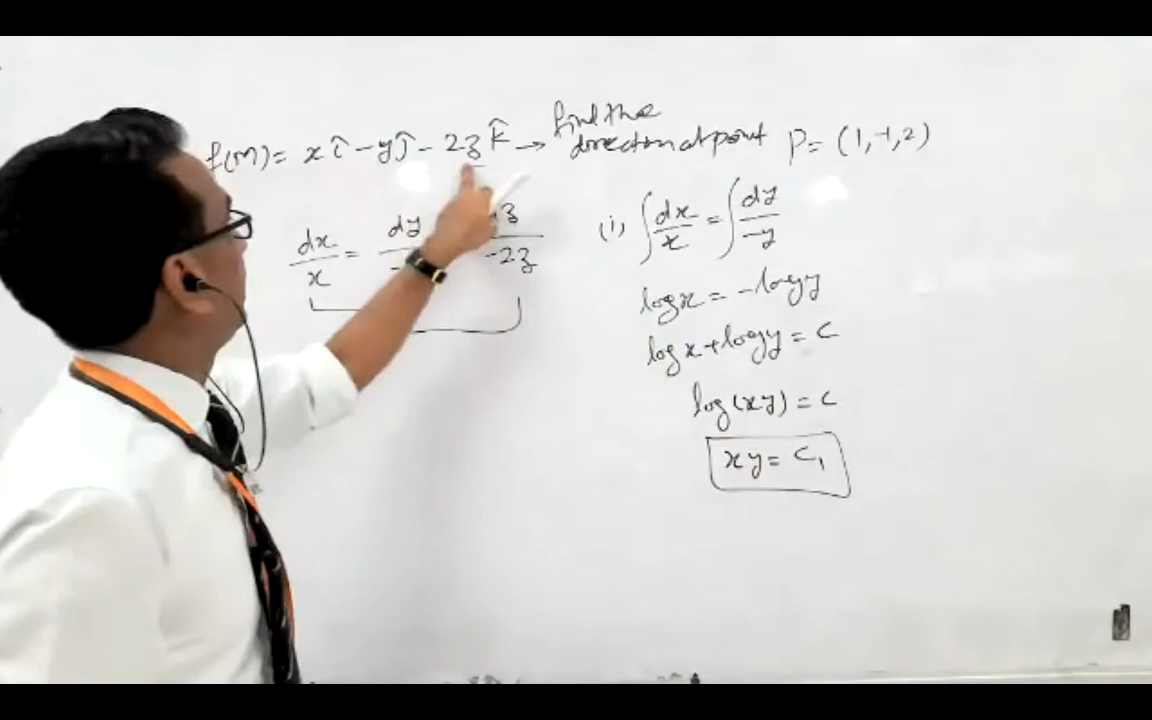 f(M) = x î - y ĵ - 2z k̂ → find the
direction at point P = (1,-1,2)
dx/x = dy/- z/-2z
(i) ∫dx/x = ∫dy/-y
log x = -log y
log x + log y = c
log(xy) = c
xy = c₁